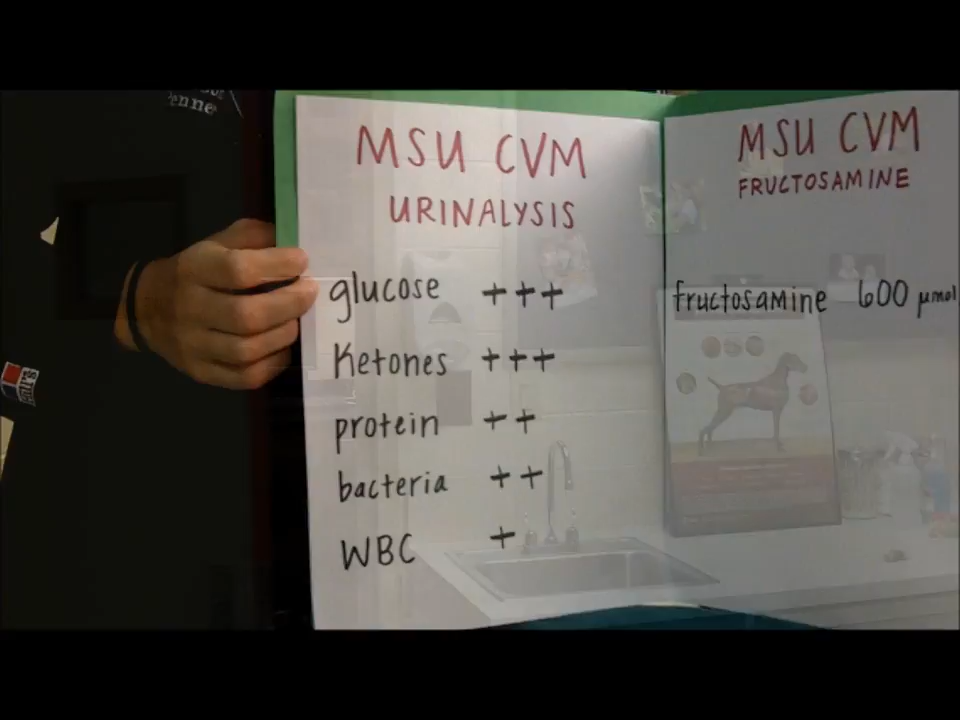 MSU CVM
URINALYSIS
glucose +++
Ketones +++
protein ++
bacteria ++
WBC +
MSU CVM
FRUCTOSAMINE
fructosamine 600 µmol